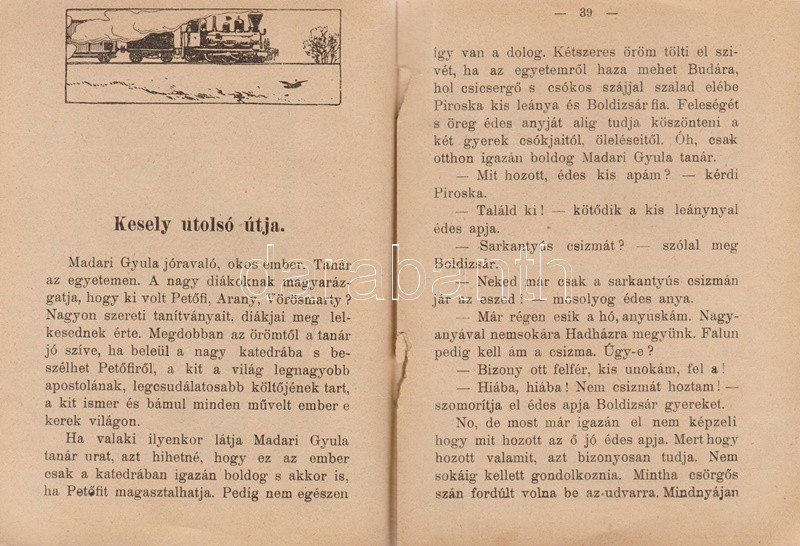 Kesely utolsó útja.
Madari Gyula jóravaló, okos ember. Tanár
az egyetemen. A nagy diákoknak magyaráz-
gatja, hogy ki volt Petőfi, Arany, Vörösmarty?
Nagyon szereti tanítványait, diákjai meg lel-
kesednek érte. Megdobban az örömtől a tanár
jó szíve, ha beleül a nagy katedrába s be-
szélhet Petőfiről, a kit a világ legnagyobb
apostolának, legcsudálatosabb költőjének tart,
a kit ismer és bámul minden művelt ember e
kerek világon.
Ha valaki ilyenkor látja Madari Gyula
tanár urat, azt hihetné, hogy ez az ember
csak a katedrában igazán boldog s akkor is,
ha Petőfit magasztalhatja. Pedig nem egészen
— 39 —
így van a dolog. Kétszeres öröm tölti el szi-
vét, ha az egyetemről haza mehet Budára,
hol csicsergő s csókos szájjal szalad elébe
Piroska kis leánya és Boldizsár fia. Feleségét
s öreg édes anyját alig tudja köszönteni a
két gyerek csókjaitól, öleléseitől. Óh, csak
otthon igazán boldog Madari Gyula tanár.
— Mit hozott, édes kis apám? — kérdi
Piroska.
— Találd ki! — kötődik a kis leánynyal
édes apja.
— Sarkantyús csizmát? — szólal meg
Boldizsár.
— Neked már csak a sarkantyús csizmán
jár az eszed! — mosolyog édes anya.
— Már régen esik a hó, anyuskám. Nagy-
anyával nemsokára Hadházra megyünk. Falun
pedig kell ám a csizma. Úgy-e?
— Bizony ott felfér, kis unokám, fel a!
— Hiába, hiába! Nem csizmát hoztam! —
szomorítja el édes apja Boldizsár gyereket.
No, de most már igazán el nem képzeli
hogy mit hozott az ő jó édes apja. Mert hogy
hozott valamit, azt bizonyosan tudja. Nem
sokáig kellett gondolkoznia. Mintha csörgős
szán fordúlt volna be az udvarra. Mindnyájan
darabanth